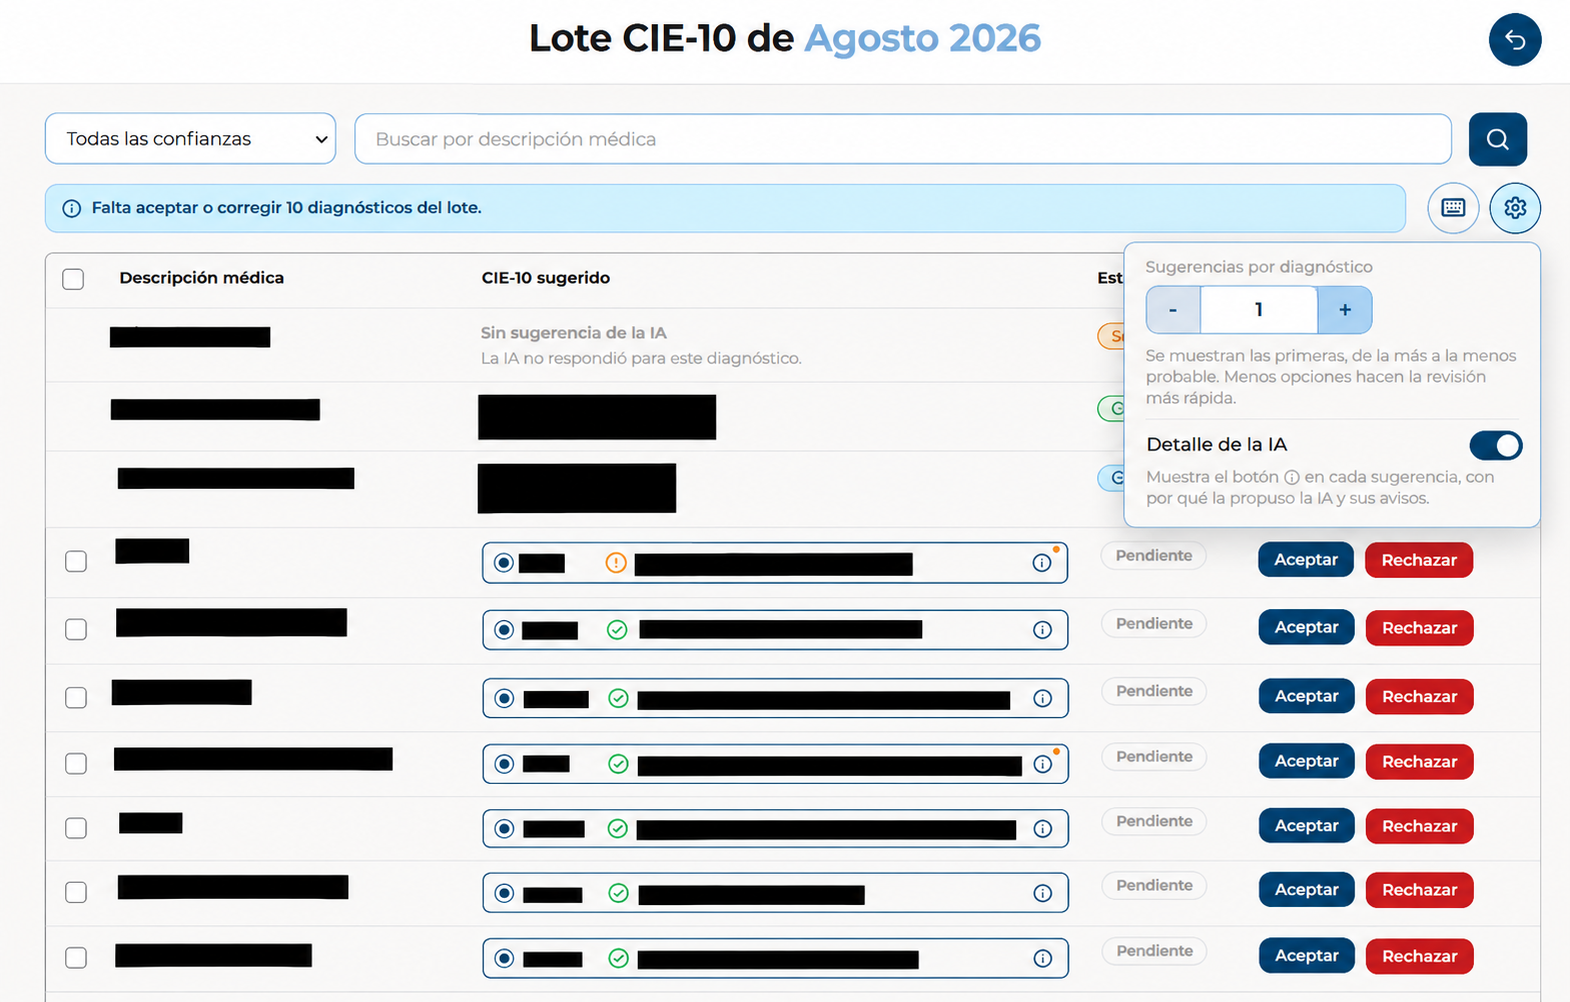 Lote CIE-10 de Agosto 2026
Todas las confianzas
Buscar por descripción médica
Falta aceptar o corregir 10 diagnósticos del lote.
Sugerencias por diagnóstico
- 1 +
Se muestran las primeras, de la más a la menos
probable. Menos opciones hacen la revisión
más rápida.
Detalle de la IA
Muestra el botón en cada sugerencia, con
por qué la propuso la IA y sus avisos.
Descripción médica CIE-10 sugerido Est
Sin sugerencia de la IA
La IA no respondió para este diagnóstico.
Pendiente Aceptar Rechazar
Pendiente Aceptar Rechazar
Pendiente Aceptar Rechazar
Pendiente Aceptar Rechazar
Pendiente Aceptar Rechazar
Pendiente Aceptar Rechazar
Pendiente Aceptar Rechazar